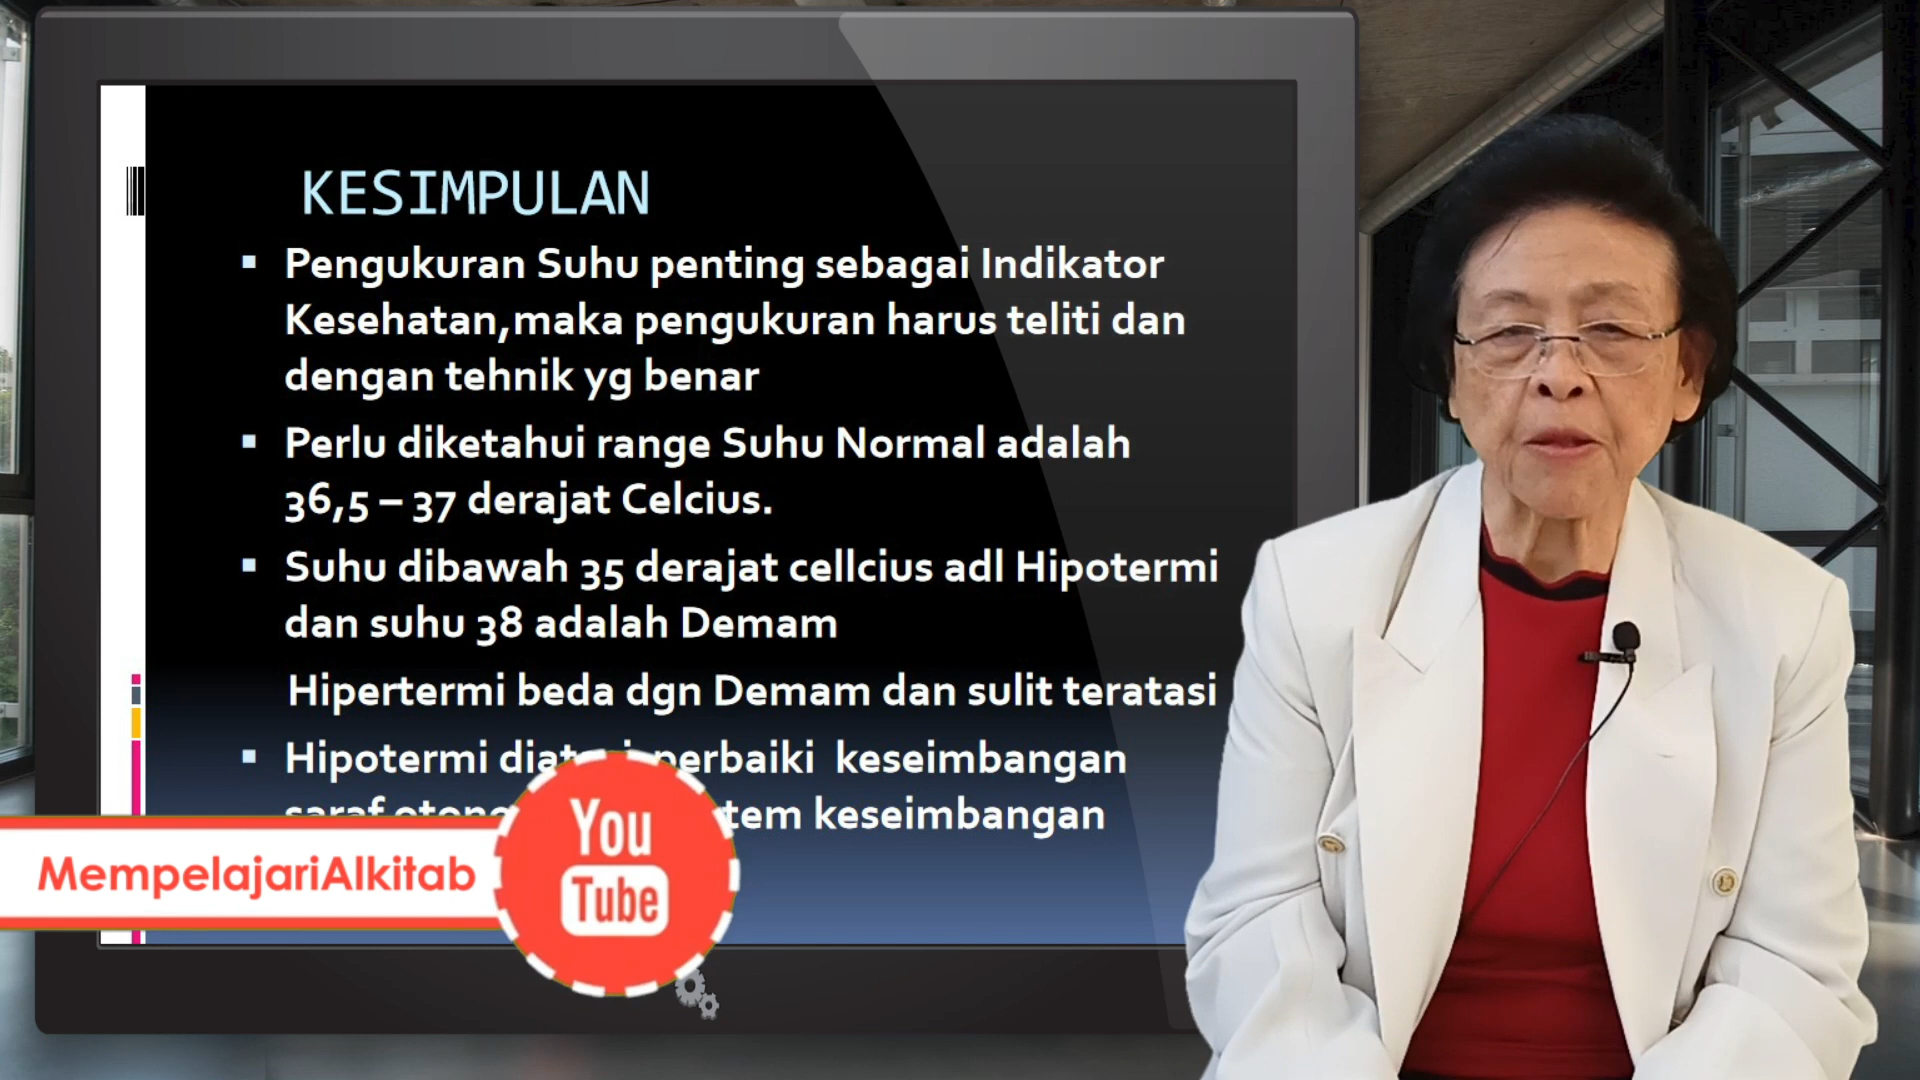 KESIMPULAN
▪ Pengukuran Suhu penting sebagai Indikator
Kesehatan,maka pengukuran harus teliti dan
dengan tehnik yg benar
▪ Perlu diketahui range Suhu Normal adalah
36,5 – 37 derajat Celcius.
▪ Suhu dibawah 35 derajat cellcius adl Hipotermi
dan suhu 38 adalah Demam
Hipertermi beda dgn Demam dan sulit teratasi
▪ Hipotermi perbaiki keseimbangan
saraf keseimbangan
MempelajariAlkitab
You
Tube